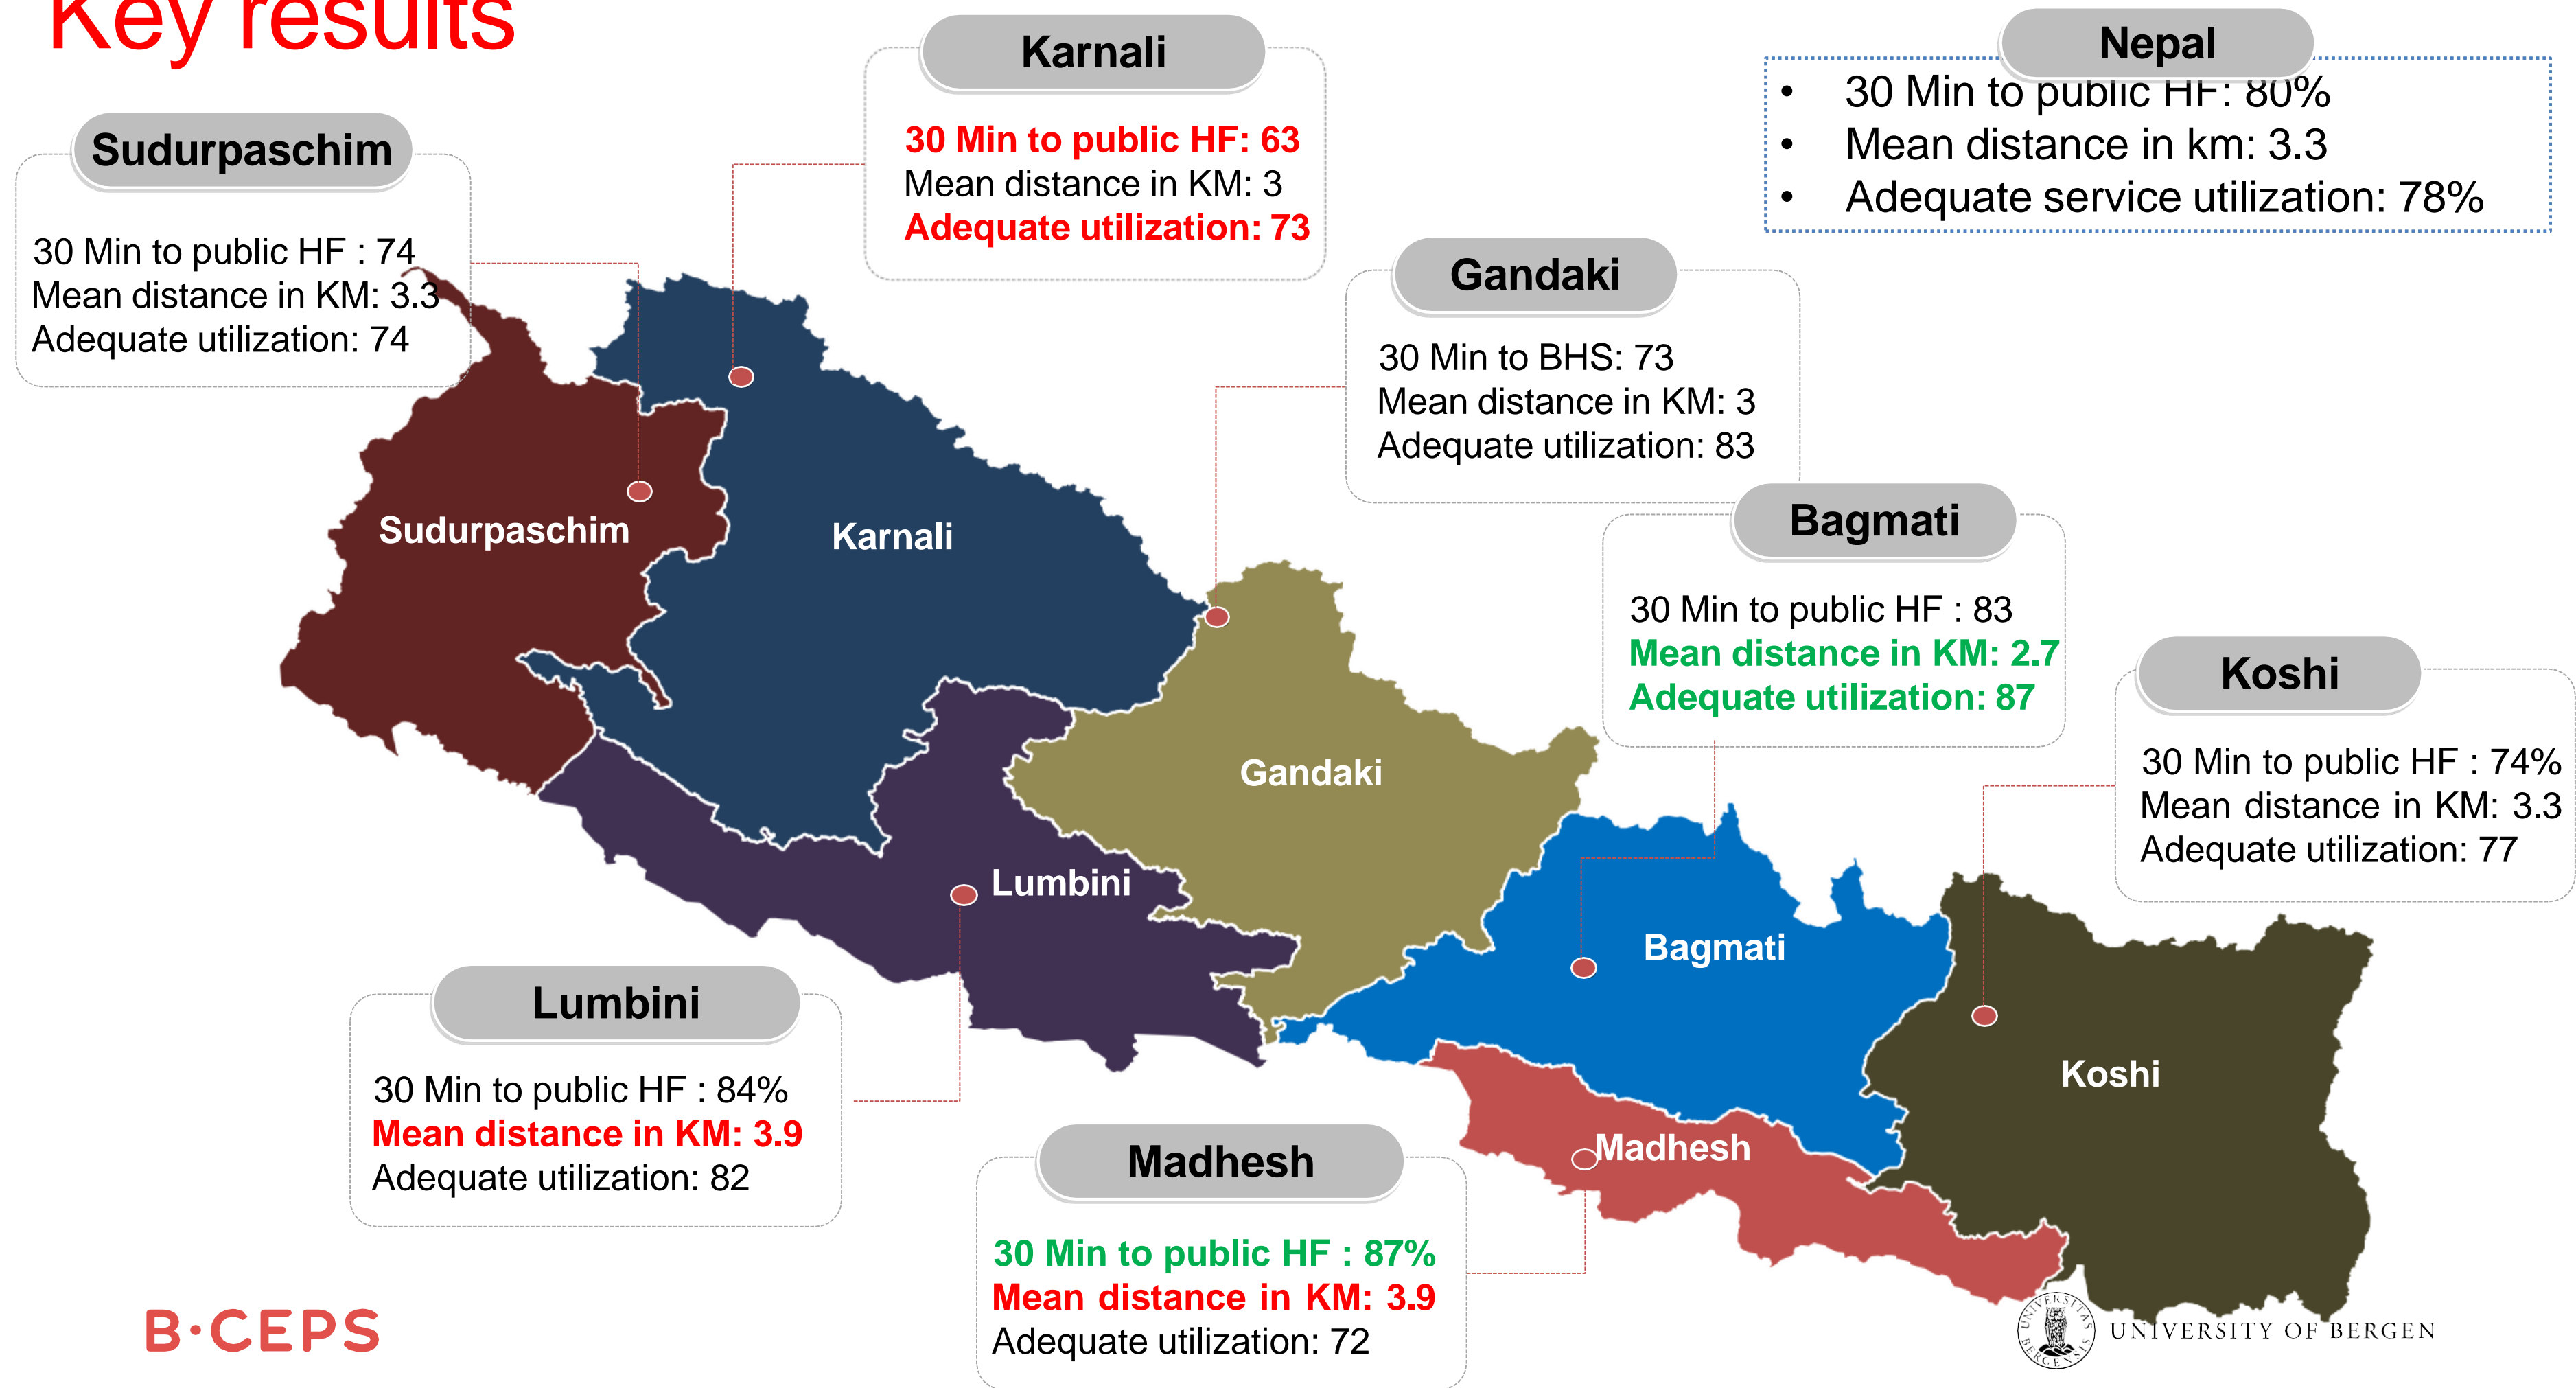 Key results
Karnali
30 Min to public HF: 63
Mean distance in KM: 3
Adequate utilization: 73
Nepal
• 30 Min to public HF: 80%
• Mean distance in km: 3.3
• Adequate service utilization: 78%
Sudurpaschim
30 Min to public HF : 74
Mean distance in KM: 3.3
Adequate utilization: 74
Gandaki
30 Min to BHS: 73
Mean distance in KM: 3
Adequate utilization: 83
Bagmati
30 Min to public HF : 83
Mean distance in KM: 2.7
Adequate utilization: 87
Koshi
30 Min to public HF : 74%
Mean distance in KM: 3.3
Adequate utilization: 77
Sudurpaschim
Karnali
Gandaki
Lumbini
Bagmati
Koshi
Madhesh
Lumbini
30 Min to public HF : 84%
Mean distance in KM: 3.9
Adequate utilization: 82
Madhesh
30 Min to public HF : 87%
Mean distance in KM: 3.9
Adequate utilization: 72
B·CEPS
UNIVERSITAS BERGENSIS
UNIVERSITY OF BERGEN